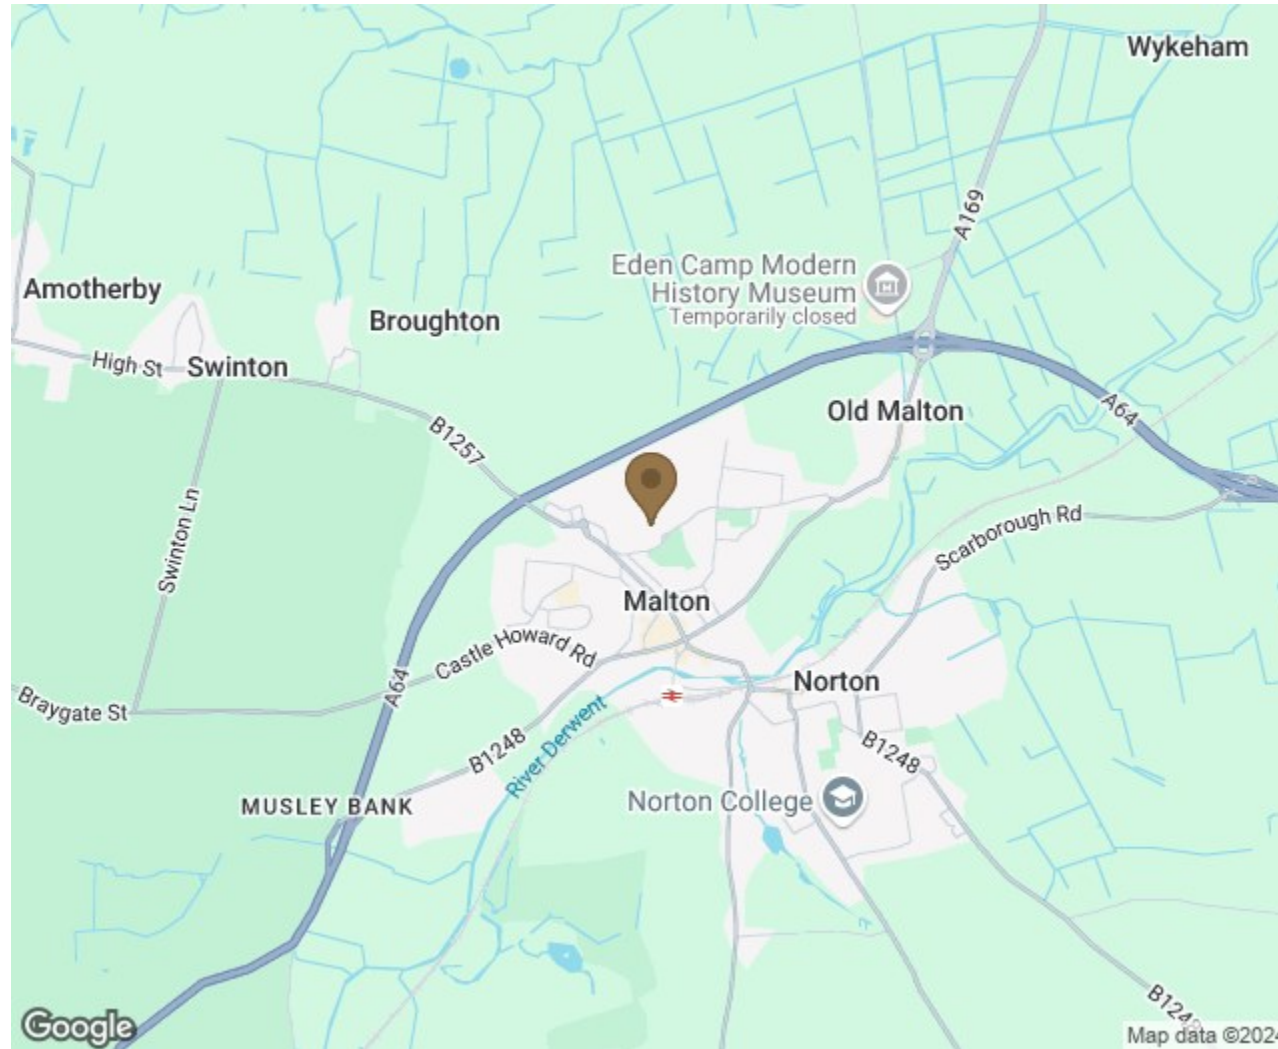 Wykeham
A169
Eden Camp Modern
History Museum
Temporarily closed
Amotherby
Broughton
High St
Swinton
Old Malton
A64
B1257
Swinton Ln
Scarborough Rd
Malton
Castle Howard Rd
A64
Norton
Braygate St
River Derwent
B1248
B1248
MUSLEY BANK
Norton College
B1248
Google
Map data ©2024